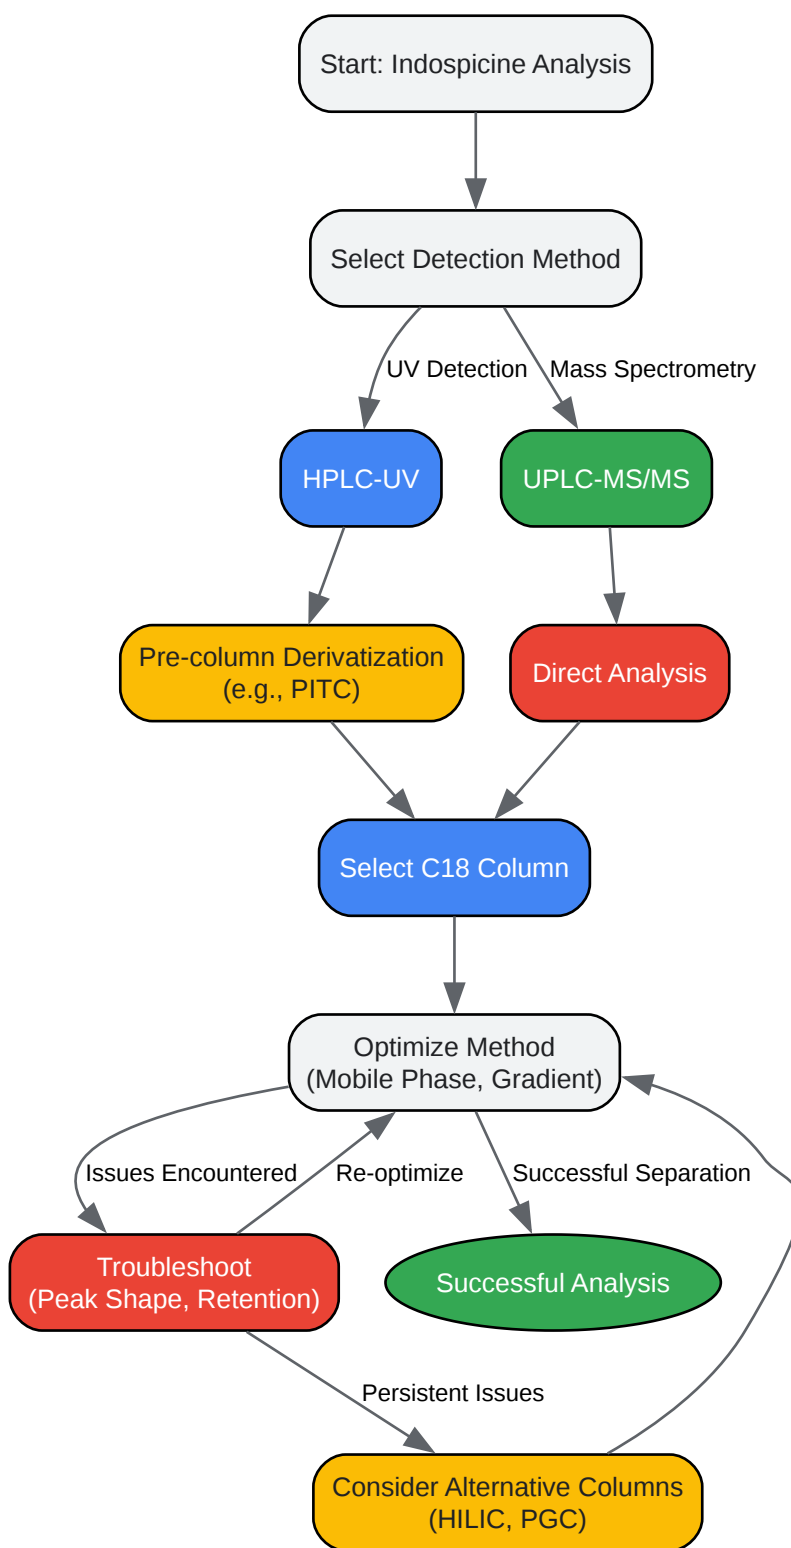 Start: Indospicine Analysis
Select Detection Method
UV Detection
Mass Spectrometry
HPLC-UV
UPLC-MS/MS
Pre-column Derivatization
(e.g., PITC)
Direct Analysis
Select C18 Column
Optimize Method
(Mobile Phase, Gradient)
Issues Encountered
Re-optimize
Successful Separation
Troubleshoot
(Peak Shape, Retention)
Successful Analysis
Persistent Issues
Consider Alternative Columns
(HILIC, PGC)